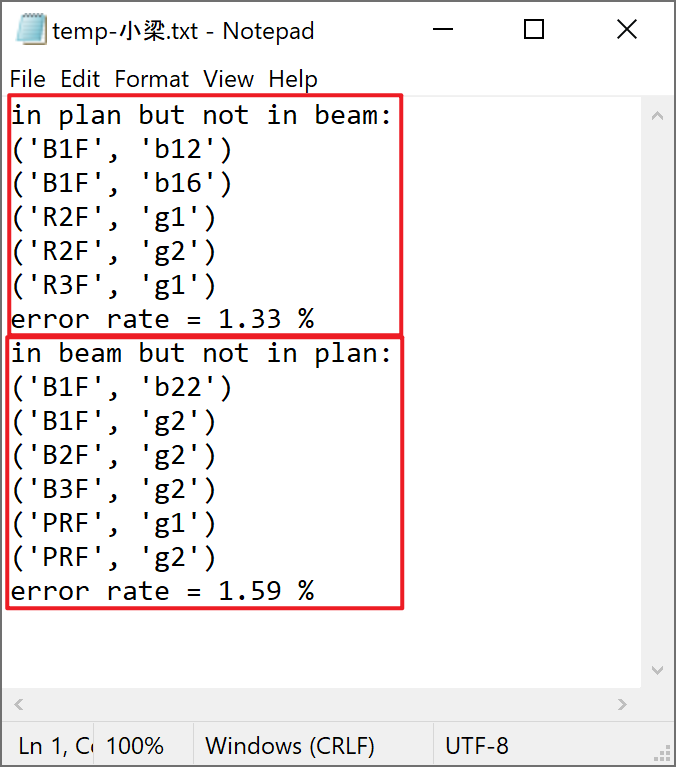 temp-小梁.txt - Notepad
File Edit Format View Help
in plan but not in beam:
('B1F', 'b12')
('B1F', 'b16')
('R2F', 'g1')
('R2F', 'g2')
('R3F', 'g1')
error rate = 1.33 %
in beam but not in plan:
('B1F', 'b22')
('B1F', 'g2')
('B2F', 'g2')
('B3F', 'g2')
('PRF', 'g1')
('PRF', 'g2')
error rate = 1.59 %
Ln 1, Co 100% Windows (CRLF) UTF-8